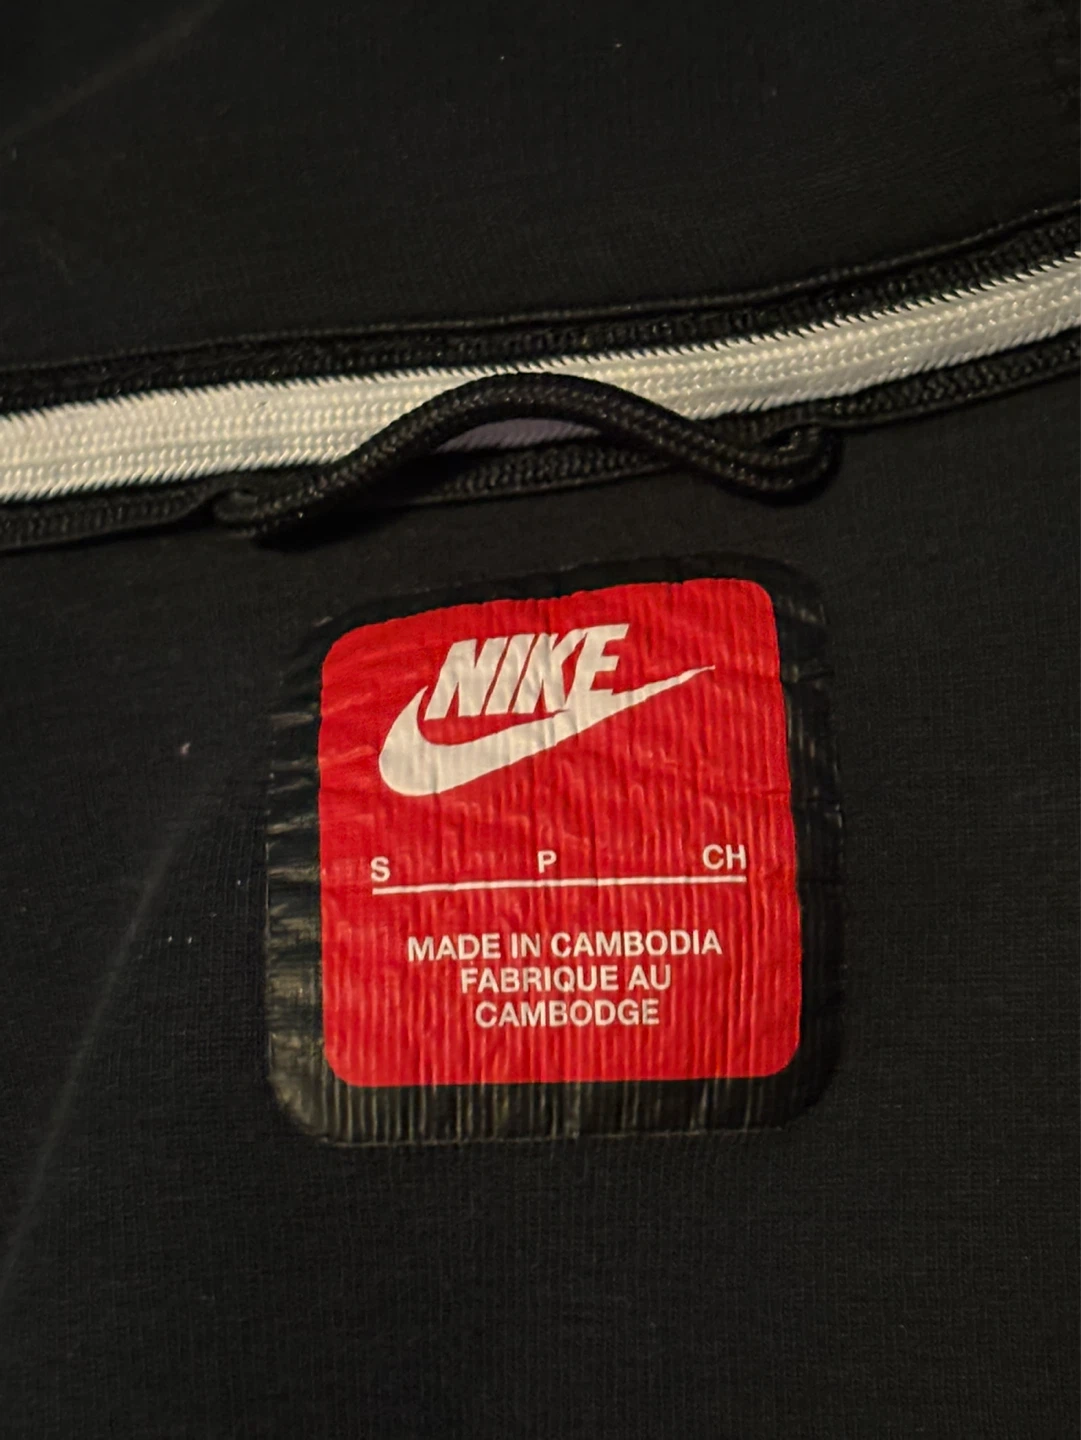 NIKE
S P CH
MADE IN CAMBODIA
FABRIQUE AU
CAMBODGE